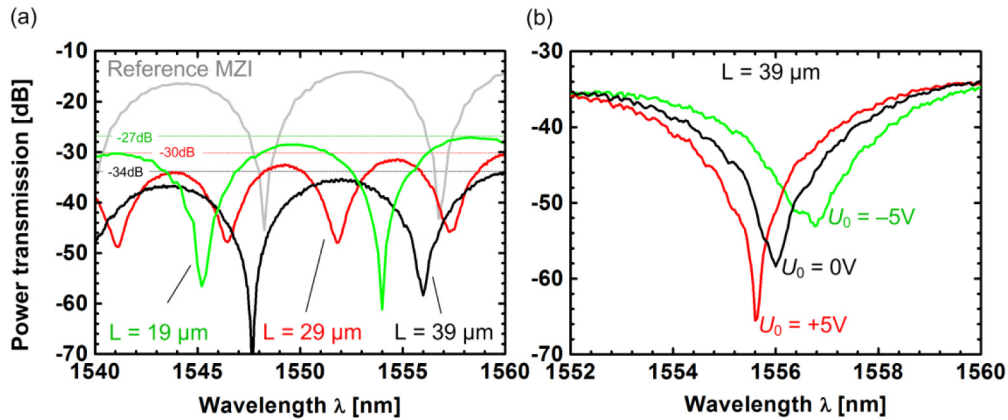 (a)
Power transmission [dB]
-10
-20
-30
-40
-50
-60
-70
Reference MZI
-27dB
-30dB
-34dB
L = 19 µm
L = 29 µm
L = 39 µm
1540
1545
1550
1555
1560
Wavelength λ [nm]
(b)
-30
-40
-50
-60
-70
L = 39 µm
U0 = –5V
U0 = 0V
U0 = +5V
1552
1554
1556
1558
1560
Wavelength λ [nm]